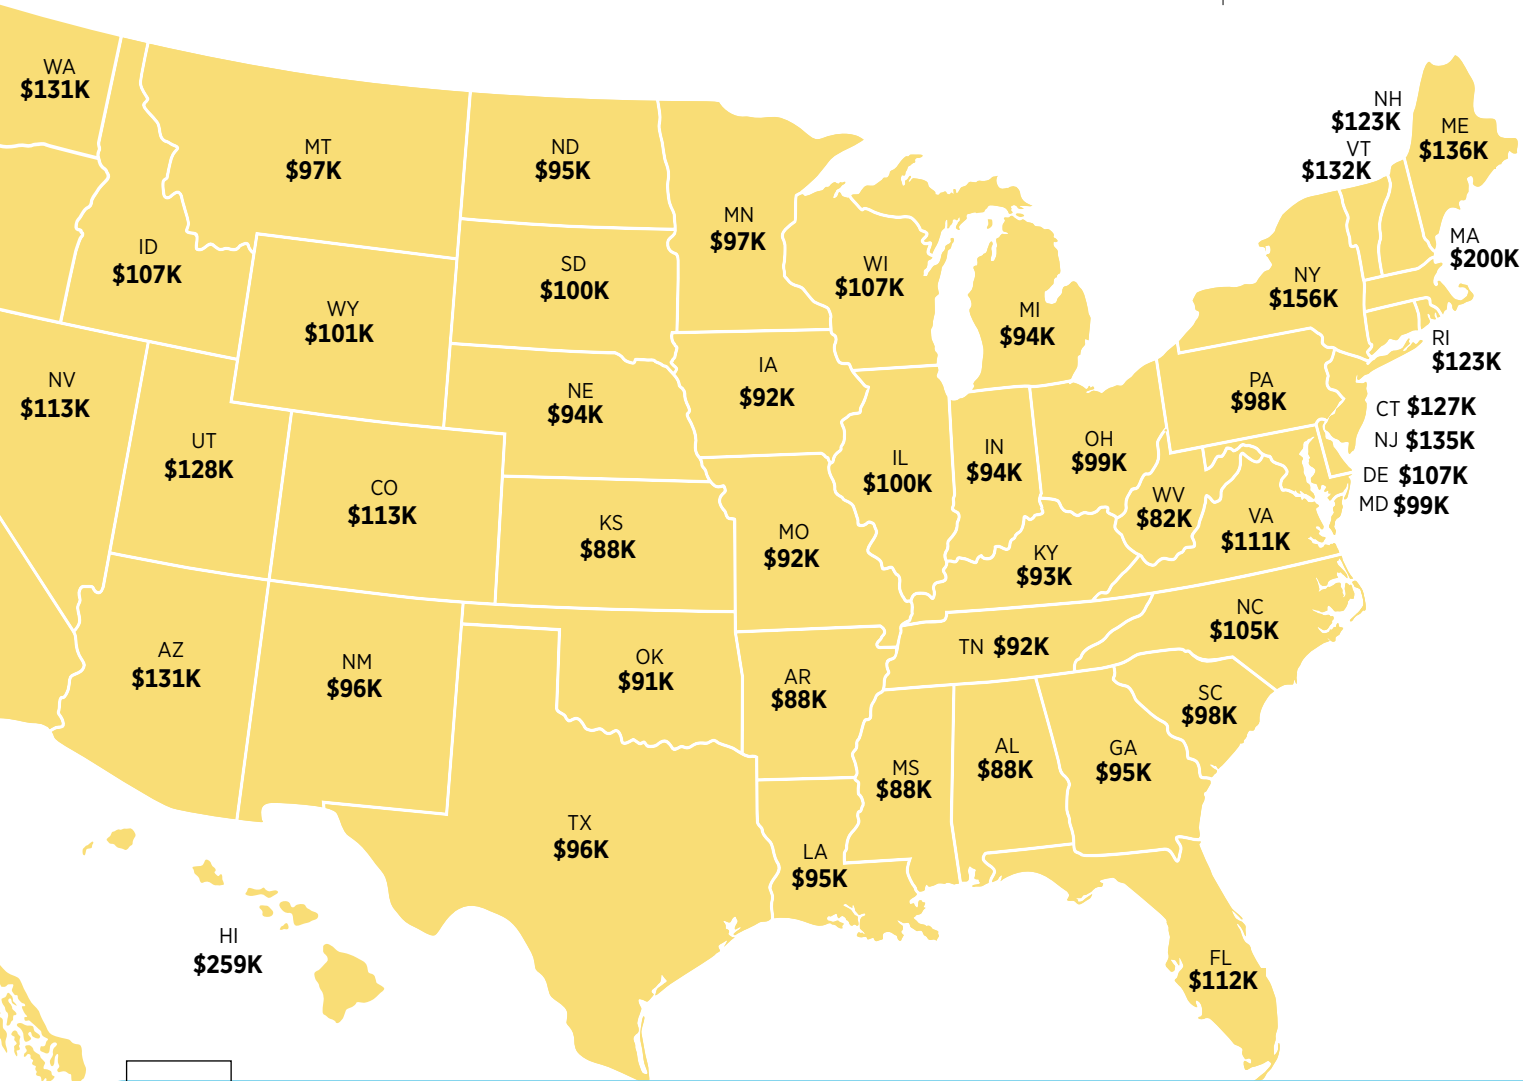 WA
$131K
MT
$97K
ND
$95K
MN
$97K
NH
$123K
VT
$132K
ME
$136K
MA
$200K
ID
$107K
WY
$101K
SD
$100K
WI
$107K
MI
$94K
NY
$156K
RI
$123K
NV
$113K
UT
$128K
CO
$113K
NE
$94K
IA
$92K
IL
$100K
IN
$94K
OH
$99K
PA
$98K
CT $127K
NJ $135K
DE $107K
MD $99K
KS
$88K
MO
$92K
KY
$93K
WV
$82K
VA
$111K
AZ
$131K
NM
$96K
OK
$91K
AR
$88K
TN $92K
NC
$105K
SC
$98K
TX
$96K
LA
$95K
MS
$88K
AL
$88K
GA
$95K
FL
$112K
HI
$259K